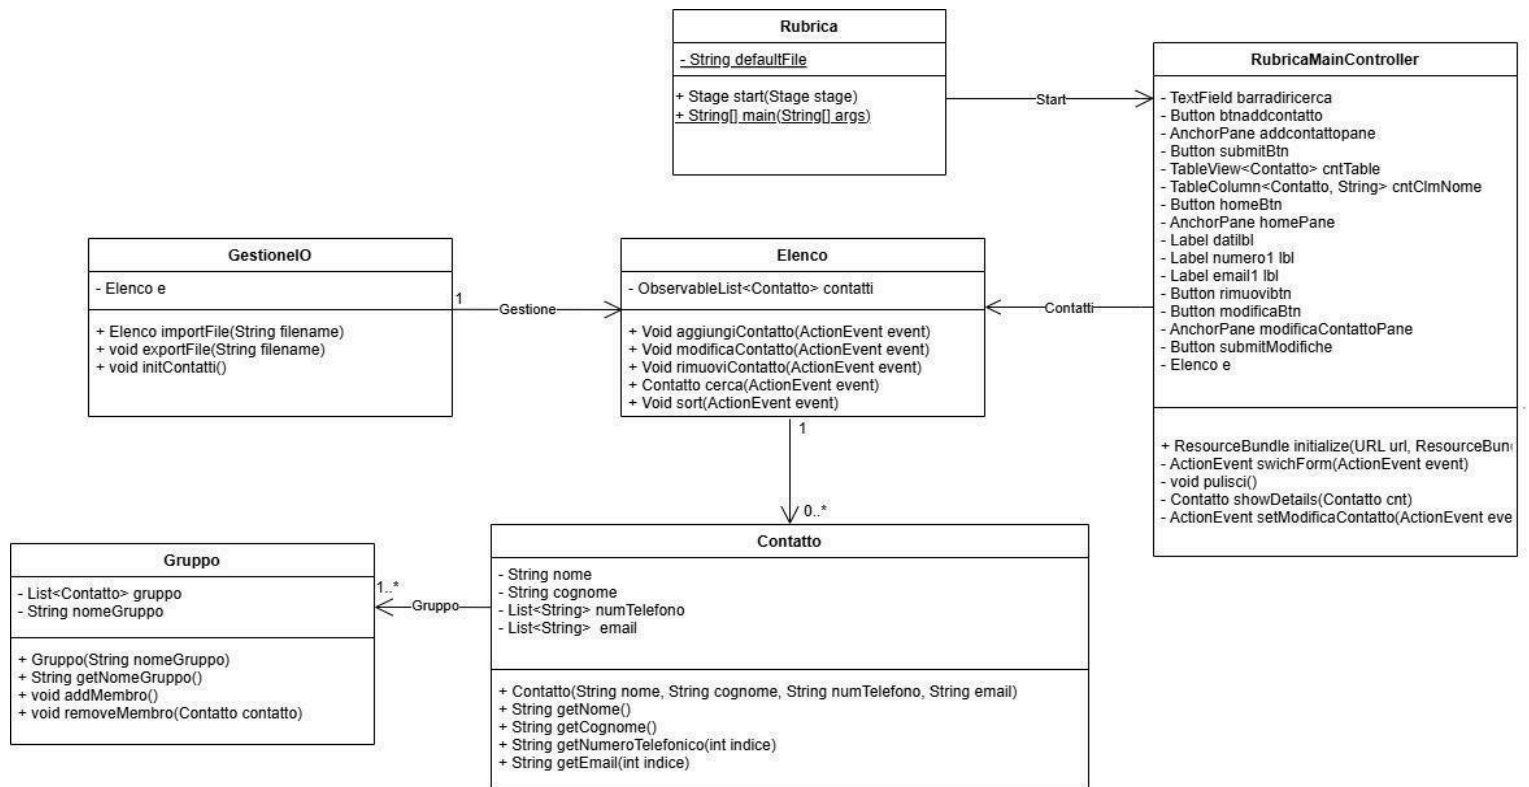 Rubrica
- String defaultFile
+ Stage start(Stage stage)
+ String[] main(String[] args)
Start
RubricaMainController
- TextField barradiricerca
- Button btnaddcontatto
- AnchorPane addcontattopane
- Button submitBtn
- TableView<Contatto> cntTable
- TableColumn<Contatto, String> cntClmNome
- Button homeBtn
- AnchorPane homePane
- Label datilbl
- Label numero1 lbl
- Label email1 lbl
- Button rimuovibtn
- Button modificaBtn
- AnchorPane modificaContattoPane
- Button submitModifiche
- Elenco e
+ ResourceBundle initialize(URL url, ResourceBun
- ActionEvent swichForm(ActionEvent event)
- void pulisci()
- Contatto showDetails(Contatto cnt)
- ActionEvent setModificaContatto(ActionEvent eve
GestioneIO
- Elenco e
+ Elenco importFile(String filename)
+ void exportFile(String filename)
+ void initContatti()
1
Gestione
Elenco
- ObservableList<Contatto> contatti
+ Void aggiungiContatto(ActionEvent event)
+ Void modificaContatto(ActionEvent event)
+ Void rimuoviContatto(ActionEvent event)
+ Contatto cerca(ActionEvent event)
+ Void sort(ActionEvent event)
Contatti
1
0..*
Gruppo
- List<Contatto> gruppo
- String nomeGruppo
+ Gruppo(String nomeGruppo)
+ String getNomeGruppo()
+ void addMembro()
+ void removeMembro(Contatto contatto)
1..*
Gruppo
Contatto
- String nome
- String cognome
- List<String> numTelefono
- List<String> email
+ Contatto(String nome, String cognome, String numTelefono, String email)
+ String getNome()
+ String getCognome()
+ String getNumeroTelefonico(int indice)
+ String getEmail(int indice)